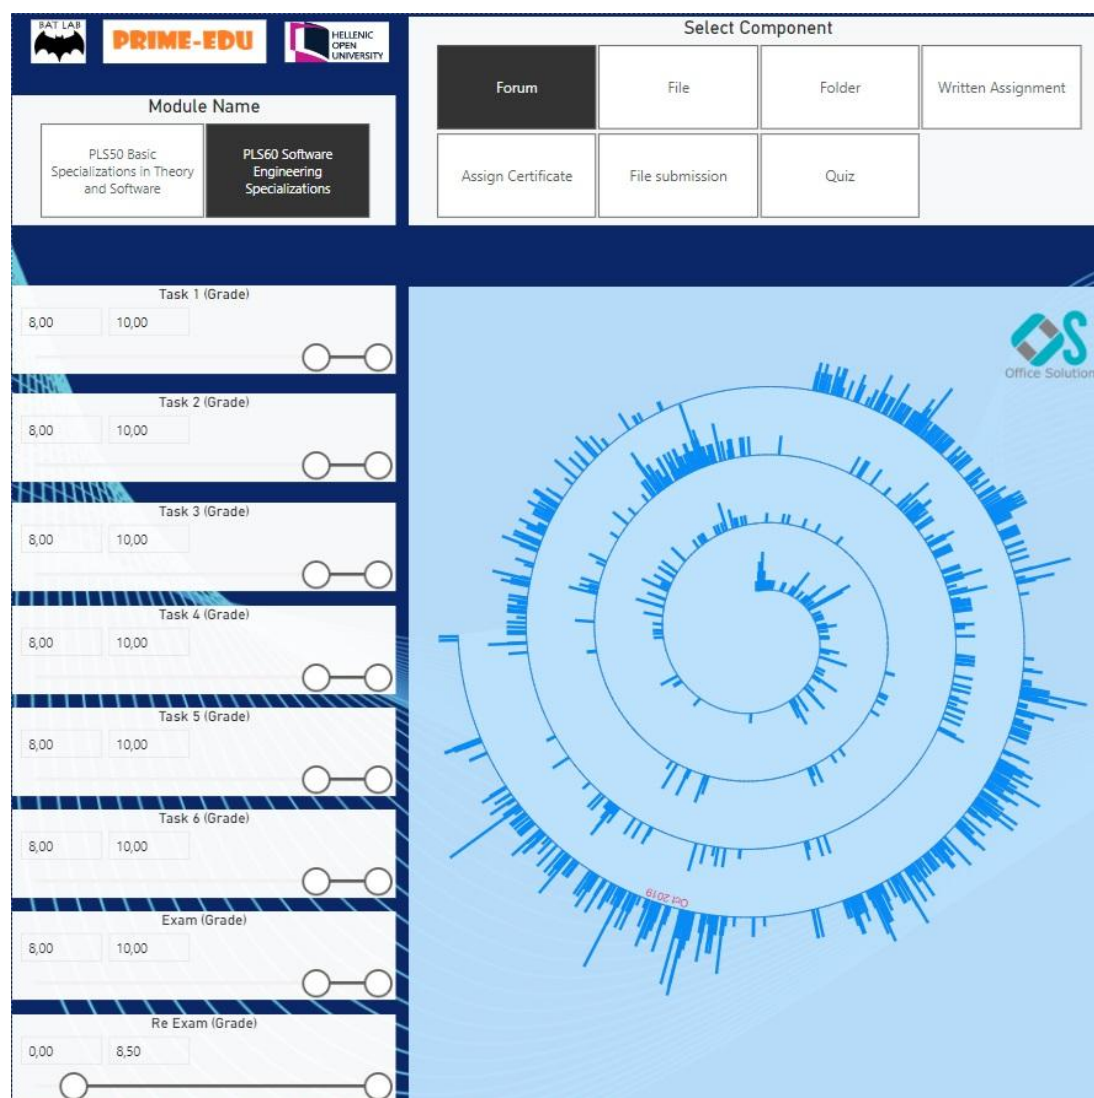 BAT LAB
PRIME-EDU
HELLENIC
OPEN
UNIVERSITY
Module Name
PLS50 Basic
Specializations in Theory
and Software
PLS60 Software
Engineering
Specializations
Select Component
Forum
File
Folder
Written Assignment
Assign Certificate
File submission
Quiz
Task 1 (Grade)
8,00
10,00
Task 2 (Grade)
8,00
10,00
Task 3 (Grade)
8,00
10,00
Task 4 (Grade)
8,00
10,00
Task 5 (Grade)
8,00
10,00
Task 6 (Grade)
8,00
10,00
Exam (Grade)
8,00
10,00
Re Exam (Grade)
0,00
8,50
OS
Office Solution
Oct 2019